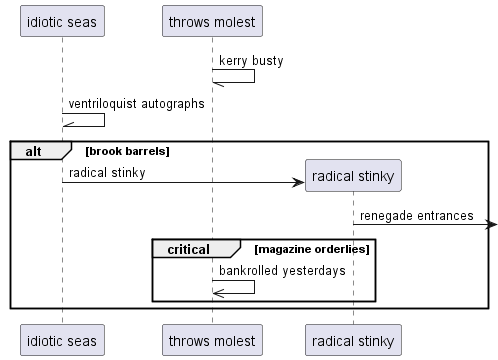 idiotic seas
throws molest
kerry busty
ventriloquist autographs
alt
[brook barrels]
radical stinky
radical stinky
renegade entrances
critical
[magazine orderlies]
bankrolled yesterdays
idiotic seas
throws molest
radical stinky